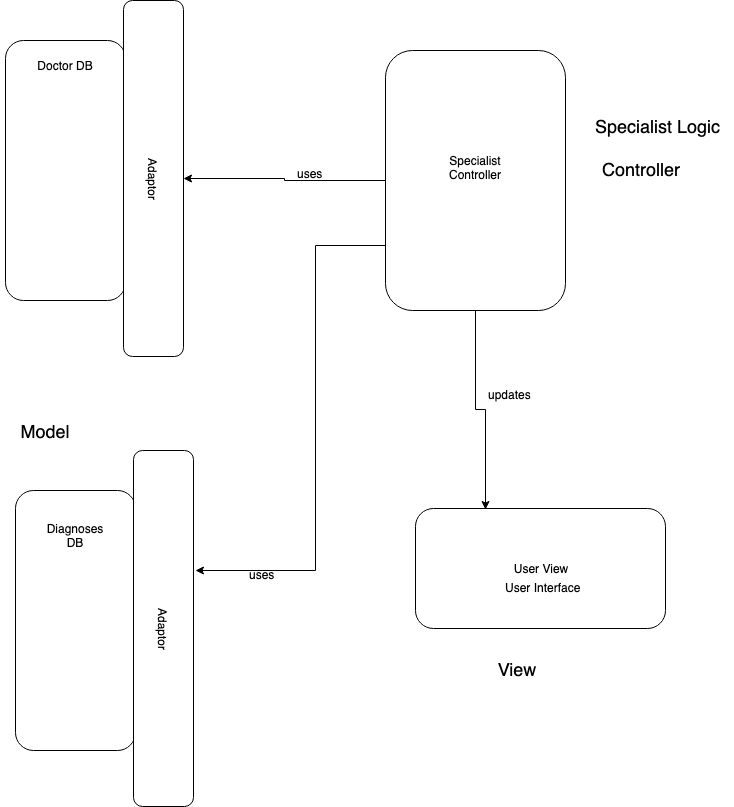 Doctor DB
Adaptor
uses
Specialist
Controller
Specialist Logic
Controller
updates
Model
Diagnoses
DB
Adaptor
uses
User View
User Interface
View